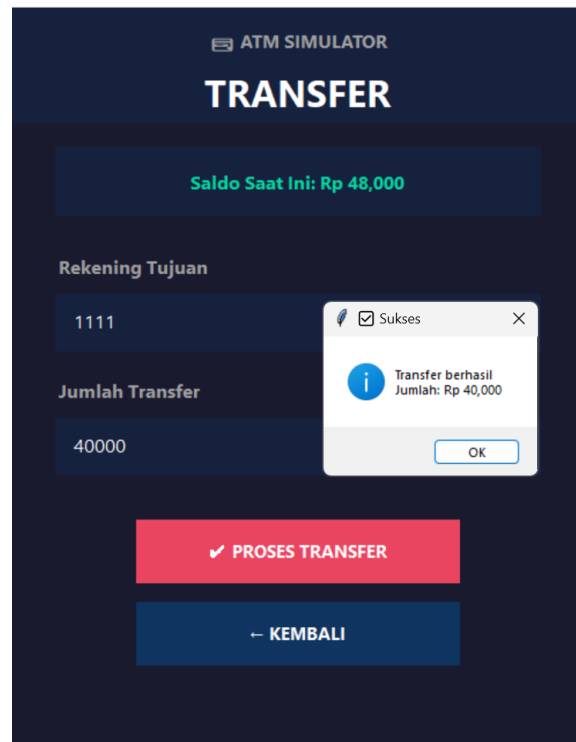 ATM SIMULATOR
TRANSFER
Saldo Saat Ini: Rp 48,000
Rekening Tujuan
1111
Sukses
Transfer berhasil
Jumlah: Rp 40,000
OK
Jumlah Transfer
40000
✔ PROSES TRANSFER
← KEMBALI